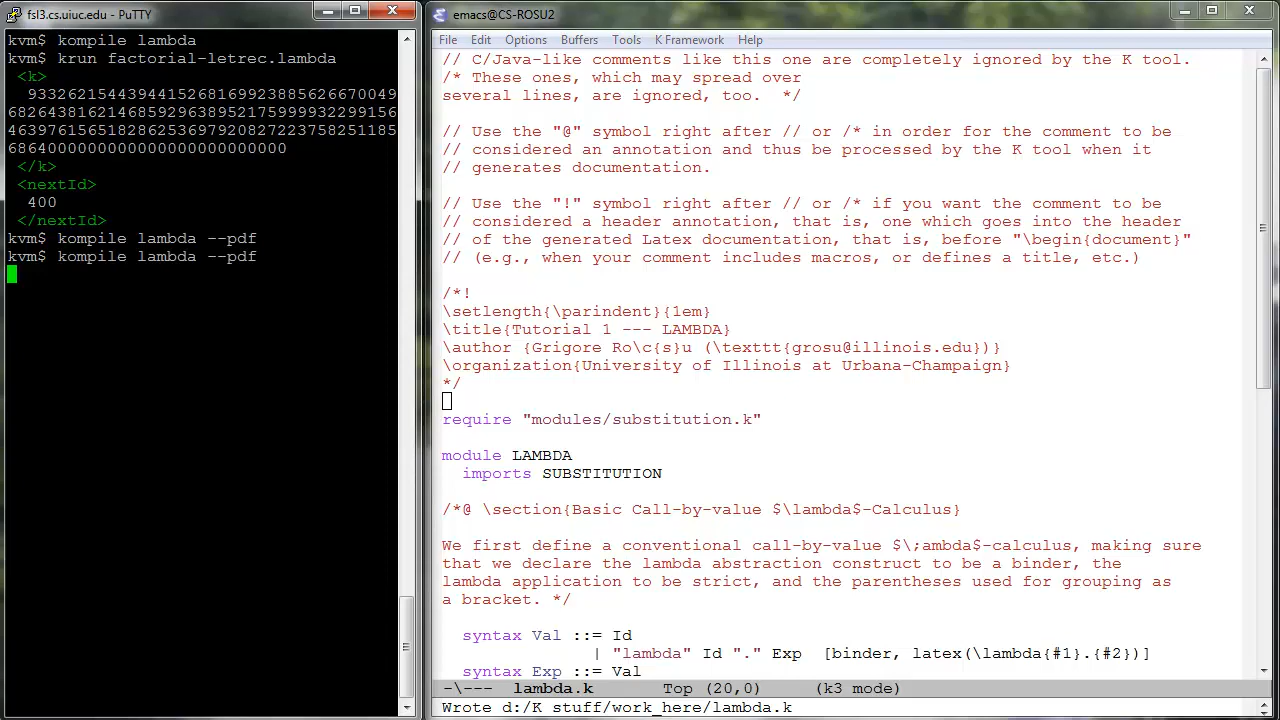 fsl3.cs.uiuc.edu - PuTTY
kvm$ kompile lambda
kvm$ krun factorial-letrec.lambda
<k>
9332621544394415268169923885626670049
6826438162146859296389521759999322991​56
463976156518286253697920827223758251185
68640000000000000000000000
</k>
<nextId>
400
</nextId>
kvm$ kompile lambda --pdf
kvm$ kompile lambda --pdf
emacs@CS-ROSU2
File Edit Options Buffers Tools K Framework Help
// C/Java-like comments like this one are completely ignored by the K tool.
/* These ones, which may spread over
several lines, are ignored, too. */
// Use the "@" symbol right after // or /* in order for the comment to be
// considered an annotation and thus be processed by the K tool when it
// generates documentation.
// Use the "!" symbol right after // or /* if you want the comment to be
// considered a header annotation, that is, one which goes into the header
// of the generated Latex documentation, that is, before "\begin{document}"
// (e.g., when your comment includes macros, or defines a title, etc.)
/*!
\setlength{\parindent}{1em}
\title{Tutorial 1 --- LAMBDA}
\author {Grigore Ro\c{s}u (\texttt{grosu@illinois.edu})}
\organization{University of Illinois at Urbana-Champaign}
*/
require "modules/substitution.k"
module LAMBDA
imports SUBSTITUTION
/*@ \section{Basic Call-by-value $\lambda$-Calculus}
We first define a conventional call-by-value $\;ambda$-calculus, making sure
that we declare the lambda abstraction construct to be a binder, the
lambda application to be strict, and the parentheses used for grouping as
a bracket. */
syntax Val ::= Id
| "lambda" Id "." Exp [binder, latex(\lambda{#1}.{#2})]
syntax Exp ::= Val
-\--- lambda.k Top (20,0) (k3 mode)
Wrote d:/K stuff/work_here/lambda.k